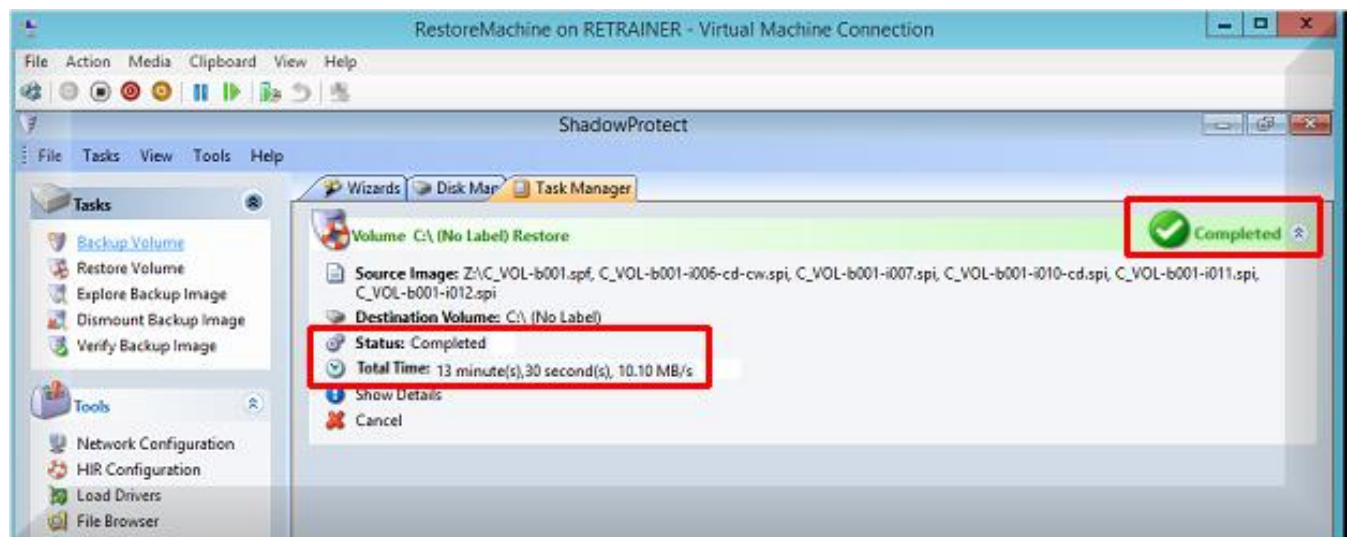 RestoreMachine on RETRAINER - Virtual Machine Connection
File Action Media Clipboard View Help
ShadowProtect
File Tasks View Tools Help
Wizards Disk Map Task Manager
Tasks
Backup Volume
Restore Volume
Explore Backup Image
Dismount Backup Image
Verify Backup Image
Tools
Network Configuration
HIR Configuration
Load Drivers
File Browser
Volume C:\ (No Label) Restore
Completed
Source Image: Z:\C_VOL-b001.spf, C_VOL-b001-i006-cd-cw.spi, C_VOL-b001-i007.spi, C_VOL-b001-i010-cd.spi, C_VOL-b001-i011.spi,
C_VOL-b001-i012.spi
Destination Volume: C:\ (No Label)
Status: Completed
Total Time: 13 minute(s),30 second(s), 10.10 MB/s
Show Details
Cancel